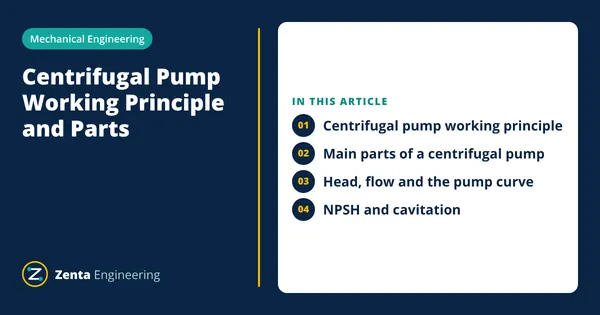 Mechanical Engineering
Centrifugal Pump
Working Principle
and Parts
Zenta Engineering
IN THIS ARTICLE
01 Centrifugal pump working principle
02 Main parts of a centrifugal pump
03 Head, flow and the pump curve
04 NPSH and cavitation